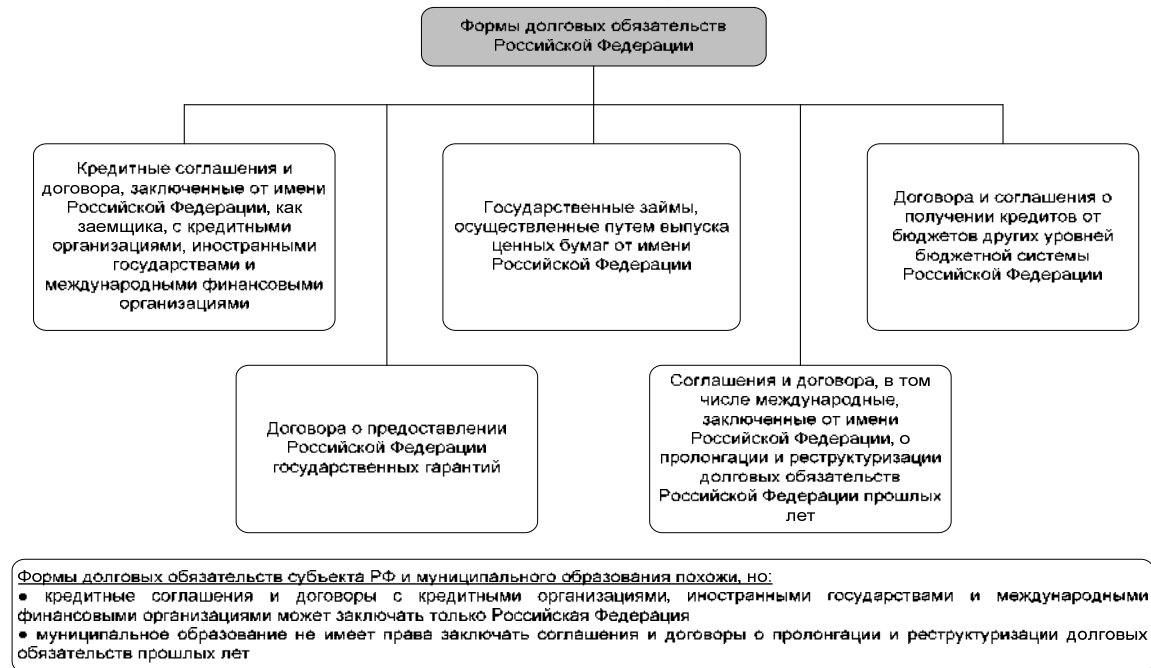 Формы долговых обязательств
Российской Федерации
Кредитные соглашения и
договора, заключенные от имени
Российской Федерации, как
заемщика, с кредитными
организациями, иностранными
государствами и
международными финансовыми
организациями
Государственные займы,
осуществленные путем выпуска
ценных бумаг от имени
Российской Федерации
Договора и соглашения о
получении кредитов от
бюджетов других уровней
бюджетной системы
Российской Федерации
Договора о предоставлении
Российской Федерации
государственных гарантий
Соглашения и договора, в том
числе международные,
заключенные от имени
Российской Федерации, о
пролонгации и реструктуризации
долговых обязательств
Российской Федерации прошлых
лет
Формы долговых обязательств субъекта РФ и муниципального образования похожи, но:
● кредитные соглашения и договоры с кредитными организациями, иностранными государствами и международными
финансовыми организациями может заключать только Российская Федерация
● муниципальное образование не имеет права заключать соглашения и договоры о пролонгации и реструктуризации долговых
обязательств прошлых лет